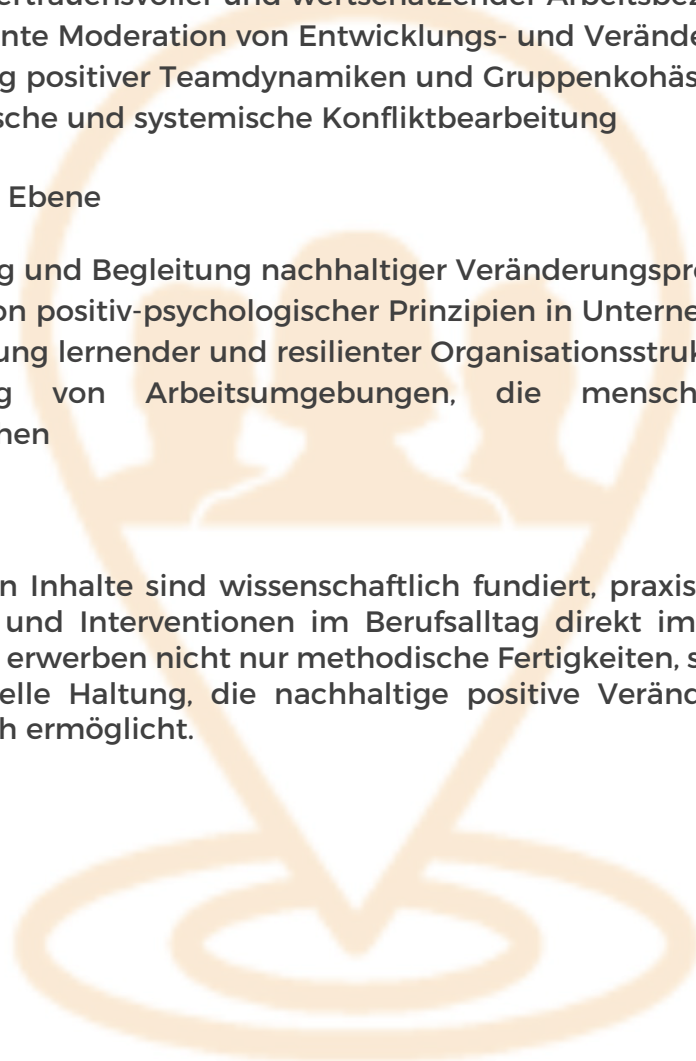 ertrauensvoller und wertschätzender Arbeitsbez
nte Moderation von Entwicklungs- und Verände
g positiver Teamdynamiken und Gruppenkohäs
sche und systemische Konfliktbearbeitung
Ebene
g und Begleitung nachhaltiger Veränderungspr
on positiv-psychologischer Prinzipien in Unterne
ung lernender und resilienter Organisationsstruk
g von Arbeitsumgebungen, die mensch
nen
n Inhalte sind wissenschaftlich fundiert, praxis
und Interventionen im Berufsalltag direkt im
erwerben nicht nur methodische Fertigkeiten, s
elle Haltung, die nachhaltige positive Veränd
h ermöglicht.